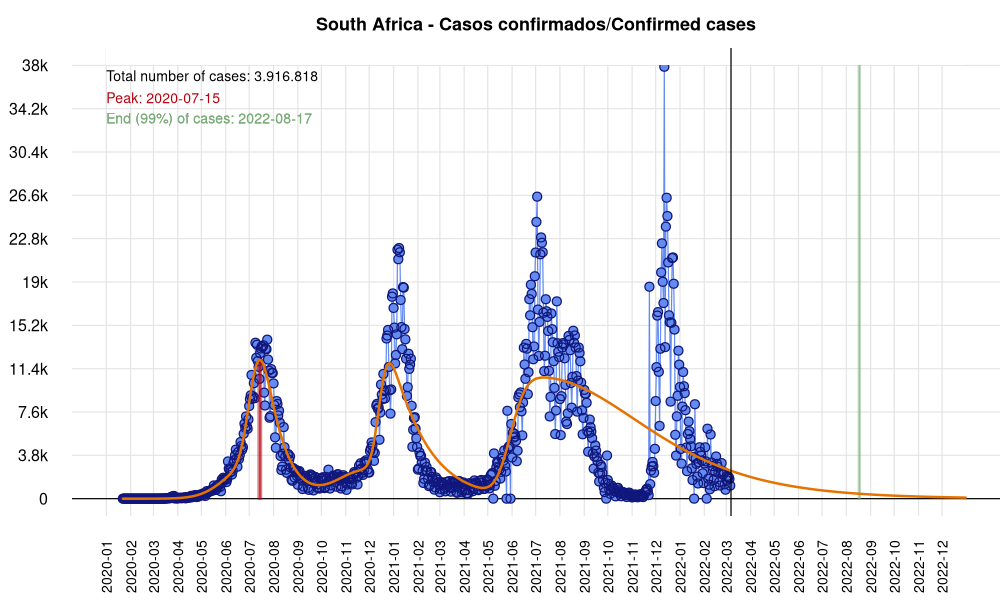 South Africa - Casos confirmados/Confirmed cases
Total number of cases: 3.916.818
Peak: 2020-07-15
End (99%) of cases: 2022-08-17
38k
34.2k
30.4k
26.6k
22.8k
19k
15.2k
11.4k
7.6k
3.8k
0
2020-01
2020-02
2020-03
2020-04
2020-05
2020-06
2020-07
2020-08
2020-09
2020-10
2020-11
2020-12
2021-01
2021-02
2021-03
2021-04
2021-05
2021-06
2021-07
2021-08
2021-09
2021-10
2021-11
2021-12
2022-01
2022-02
2022-03
2022-04
2022-05
2022-06
2022-07
2022-08
2022-09
2022-10
2022-11
2022-12